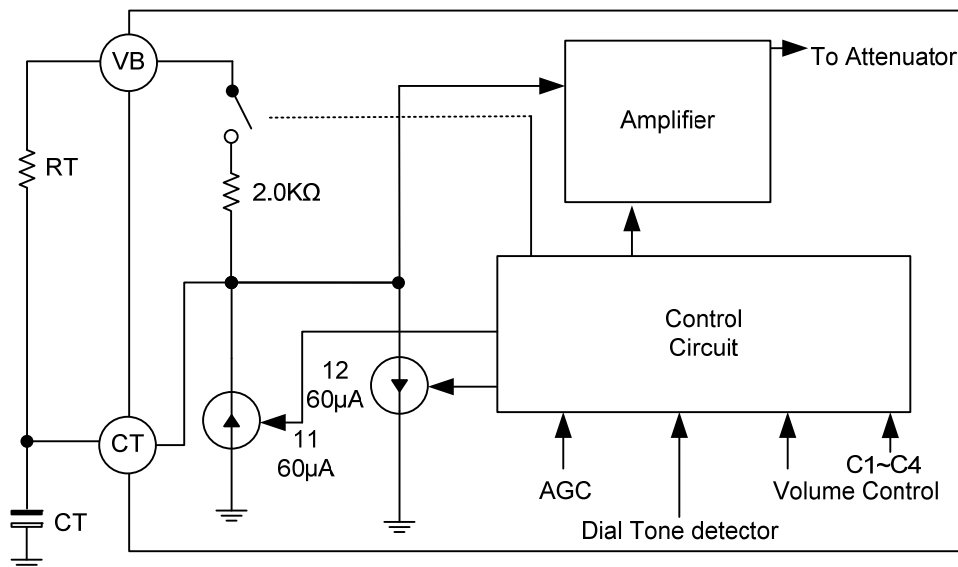 VB
To Attenuator
Amplifier
RT
2.0KΩ
Control
Circuit
12
60µA
11
60µA
CT
C1~C4
AGC
Volume Control
CT
Dial Tone detector